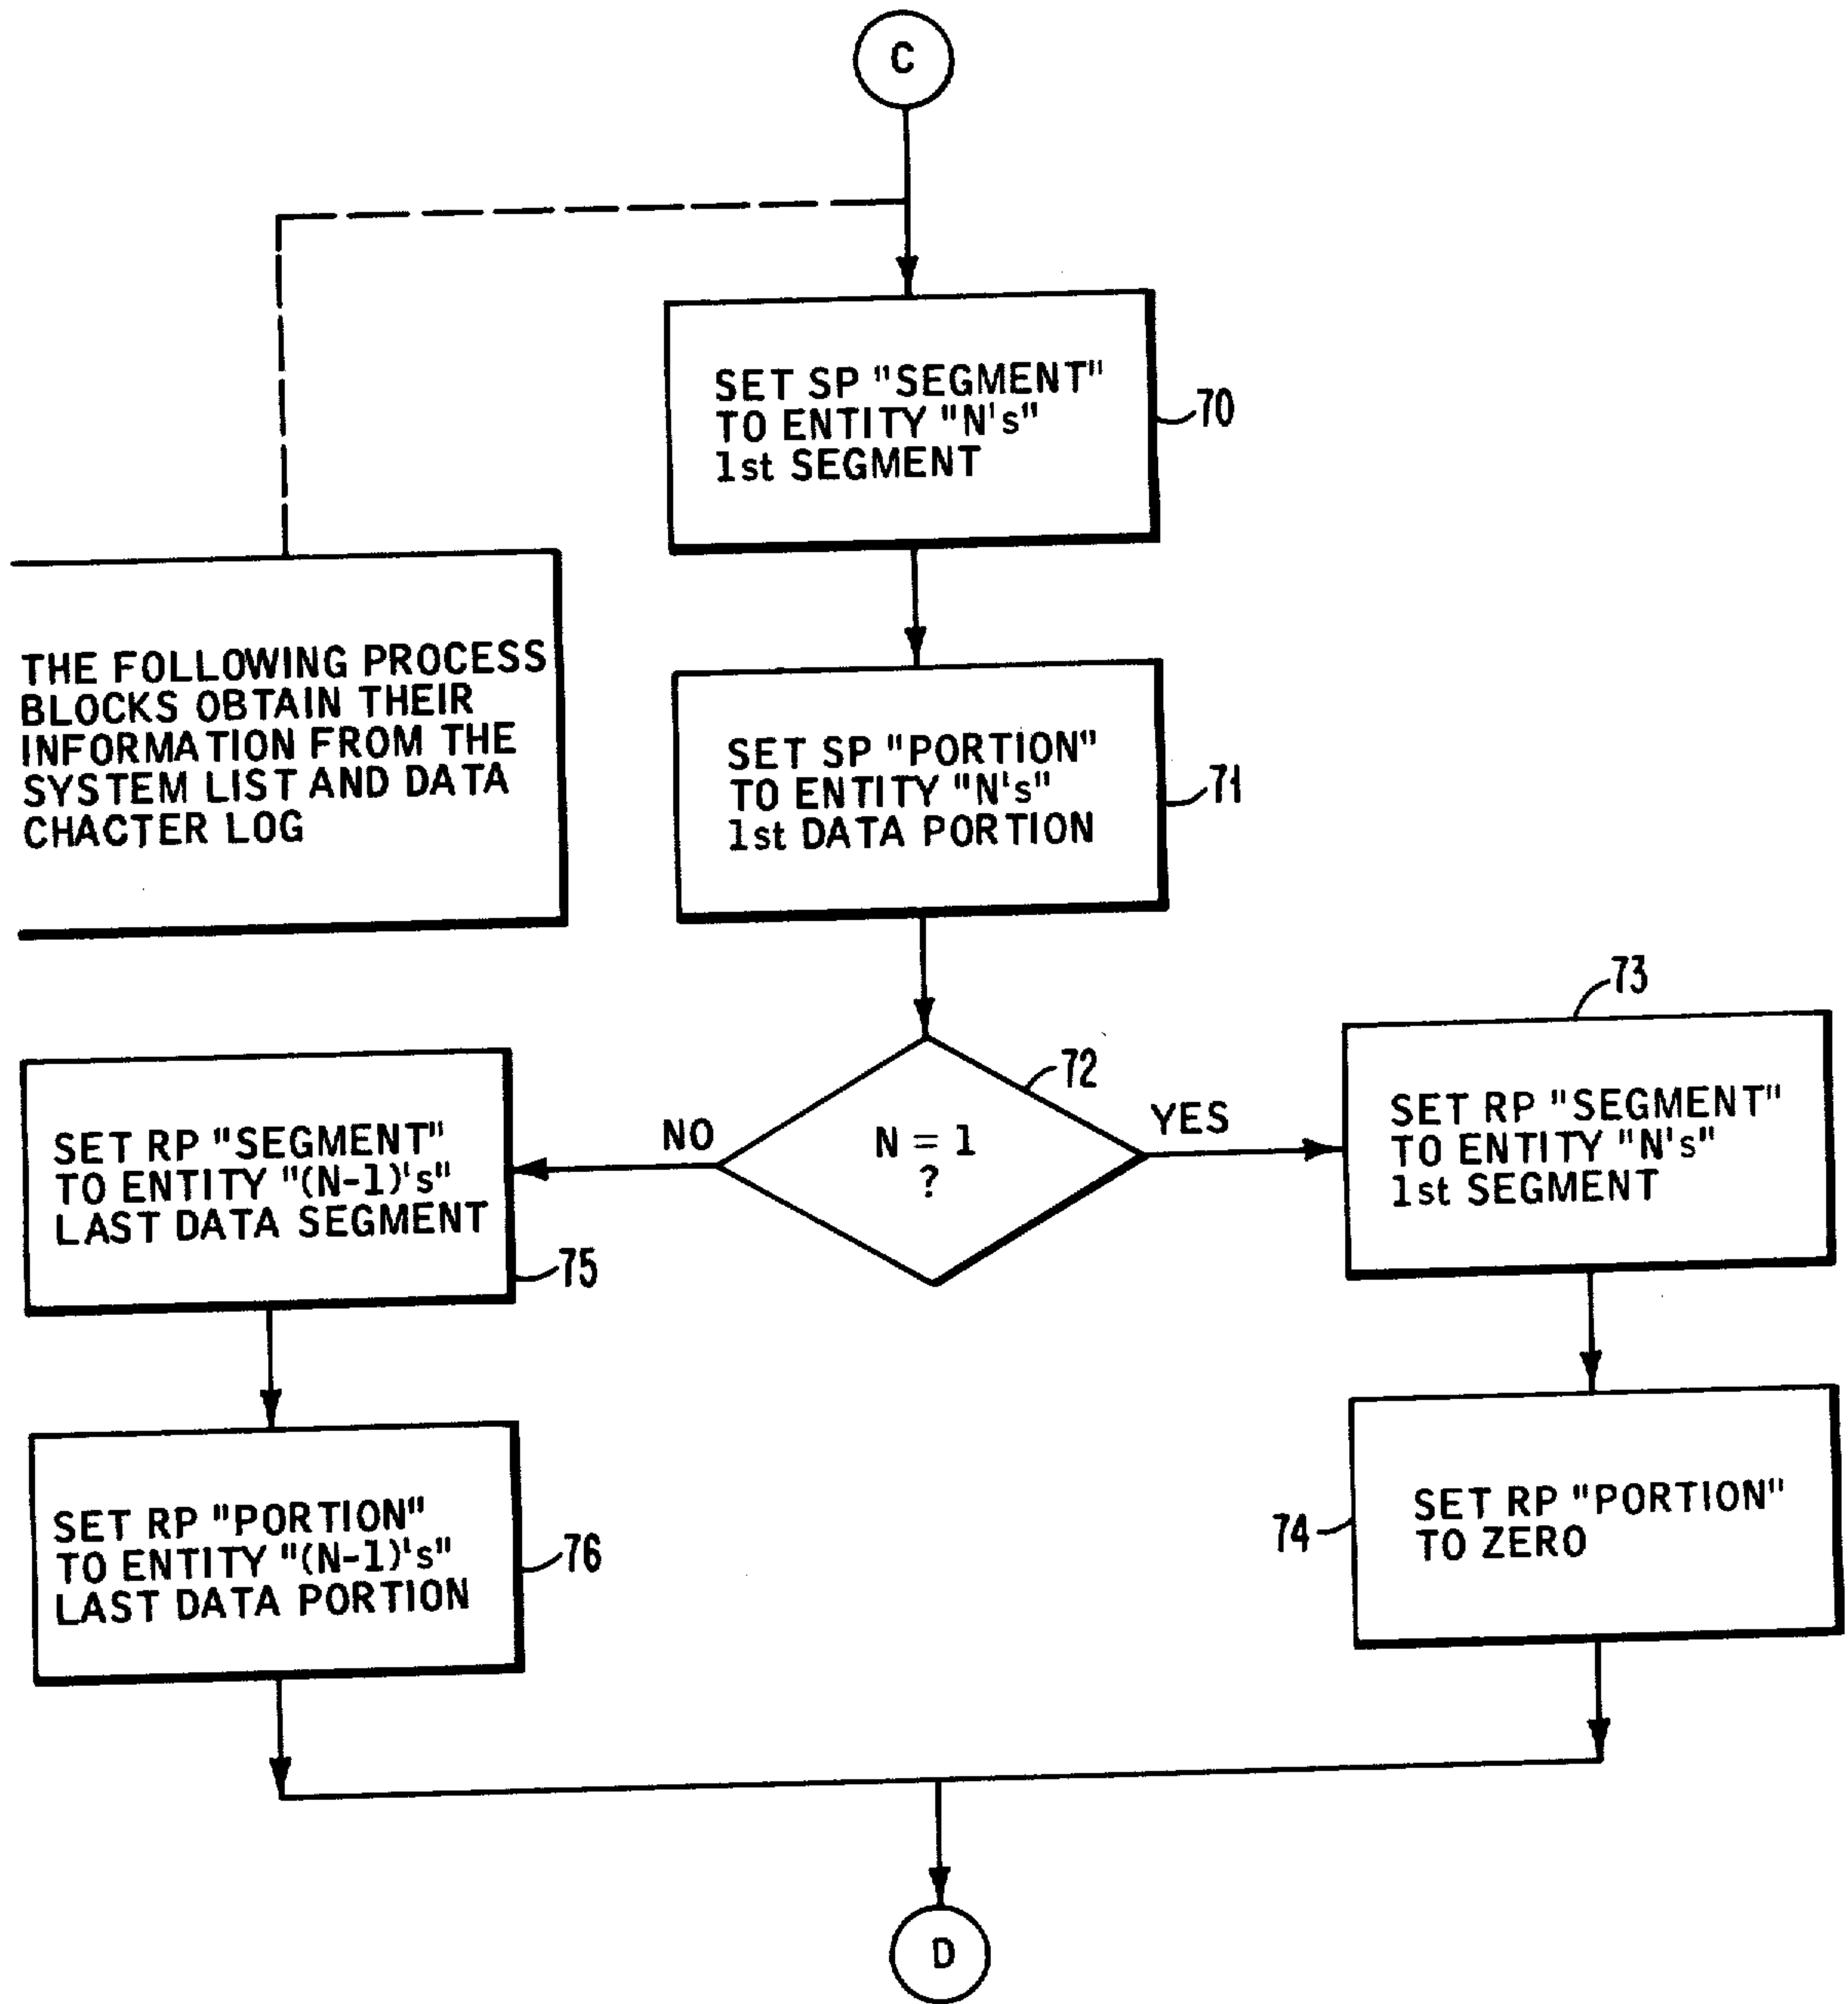 C
SET SP "SEGMENT"
TO ENTITY "N's"
1st SEGMENT
70
THE FOLLOWING PROCESS
BLOCKS OBTAIN THEIR
INFORMATION FROM THE
SYSTEM LIST AND DATA
CHACTER LOG
SET SP "PORTION"
TO ENTITY "N's"
1st DATA PORTION
71
N = 1
?
72
NO
YES
73
SET RP "SEGMENT"
TO ENTITY "N's"
1st SEGMENT
SET RP "SEGMENT"
TO ENTITY "(N-1)'s"
LAST DATA SEGMENT
75
SET RP "PORTION"
TO ENTITY "(N-1)'s"
LAST DATA PORTION
76
74
SET RP "PORTION"
TO ZERO
D